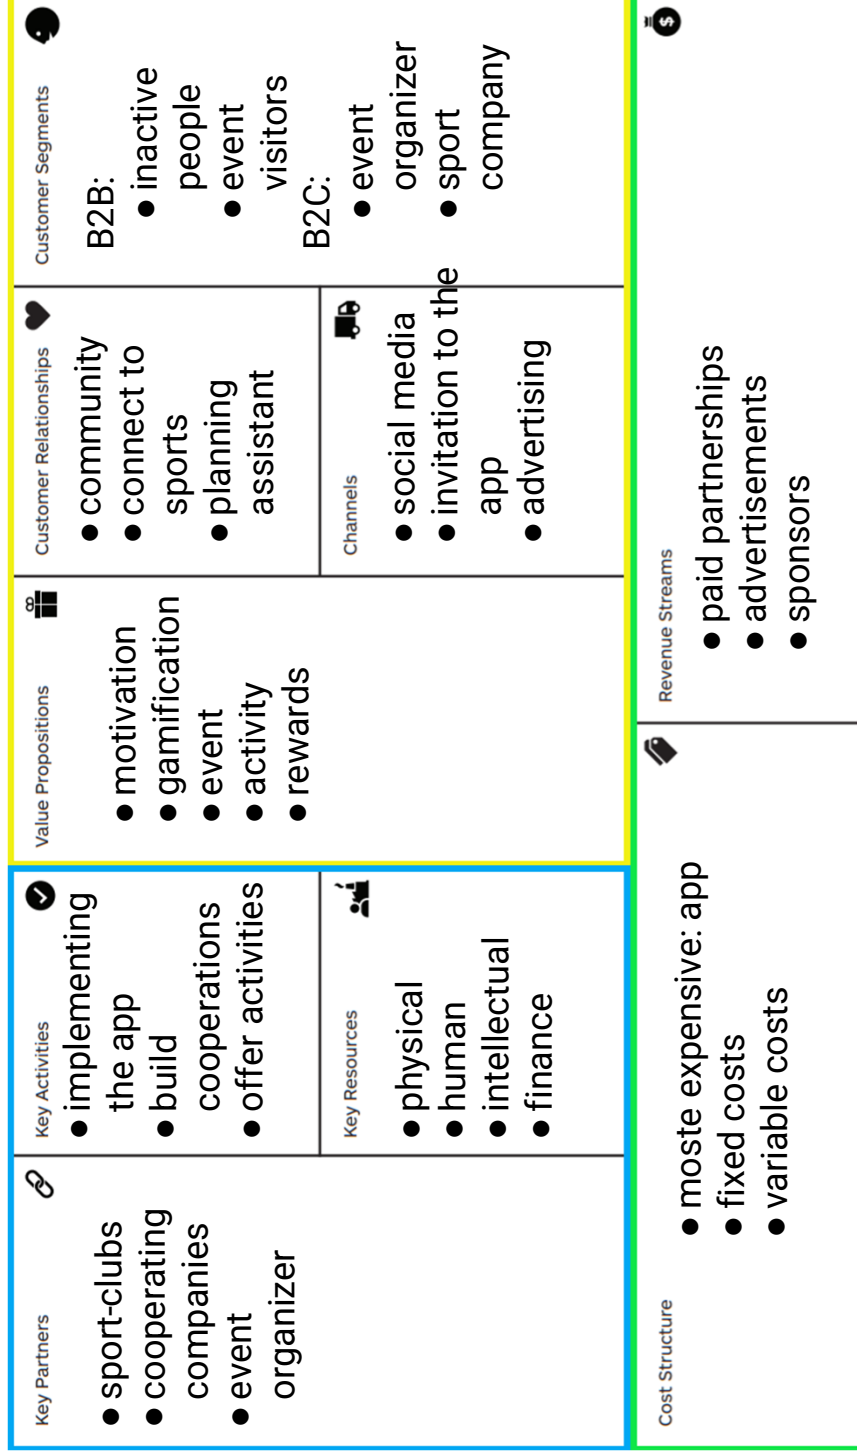 Key Partners
• sport-clubs
• cooperating
companies
• event
organizer
Key Activities
• implementing
the app
• build
cooperations
• offer activities
Key Resources
• physical
• human
• intellectual
• finance
Value Propositions
• motivation
• gamification
• event
• activity
• rewards
Customer Relationships
• community
• connect to
sports
• planning
assistant
Channels
• social media
• invitation to the
app
• advertising
Customer Segments
B2B:
• inactive
people
• event
visitors
B2C:
• event
organizer
• sport
company
Cost Structure
• moste expensive: app
• fixed costs
• variable costs
Revenue Streams
• paid partnerships
• advertisements
• sponsors